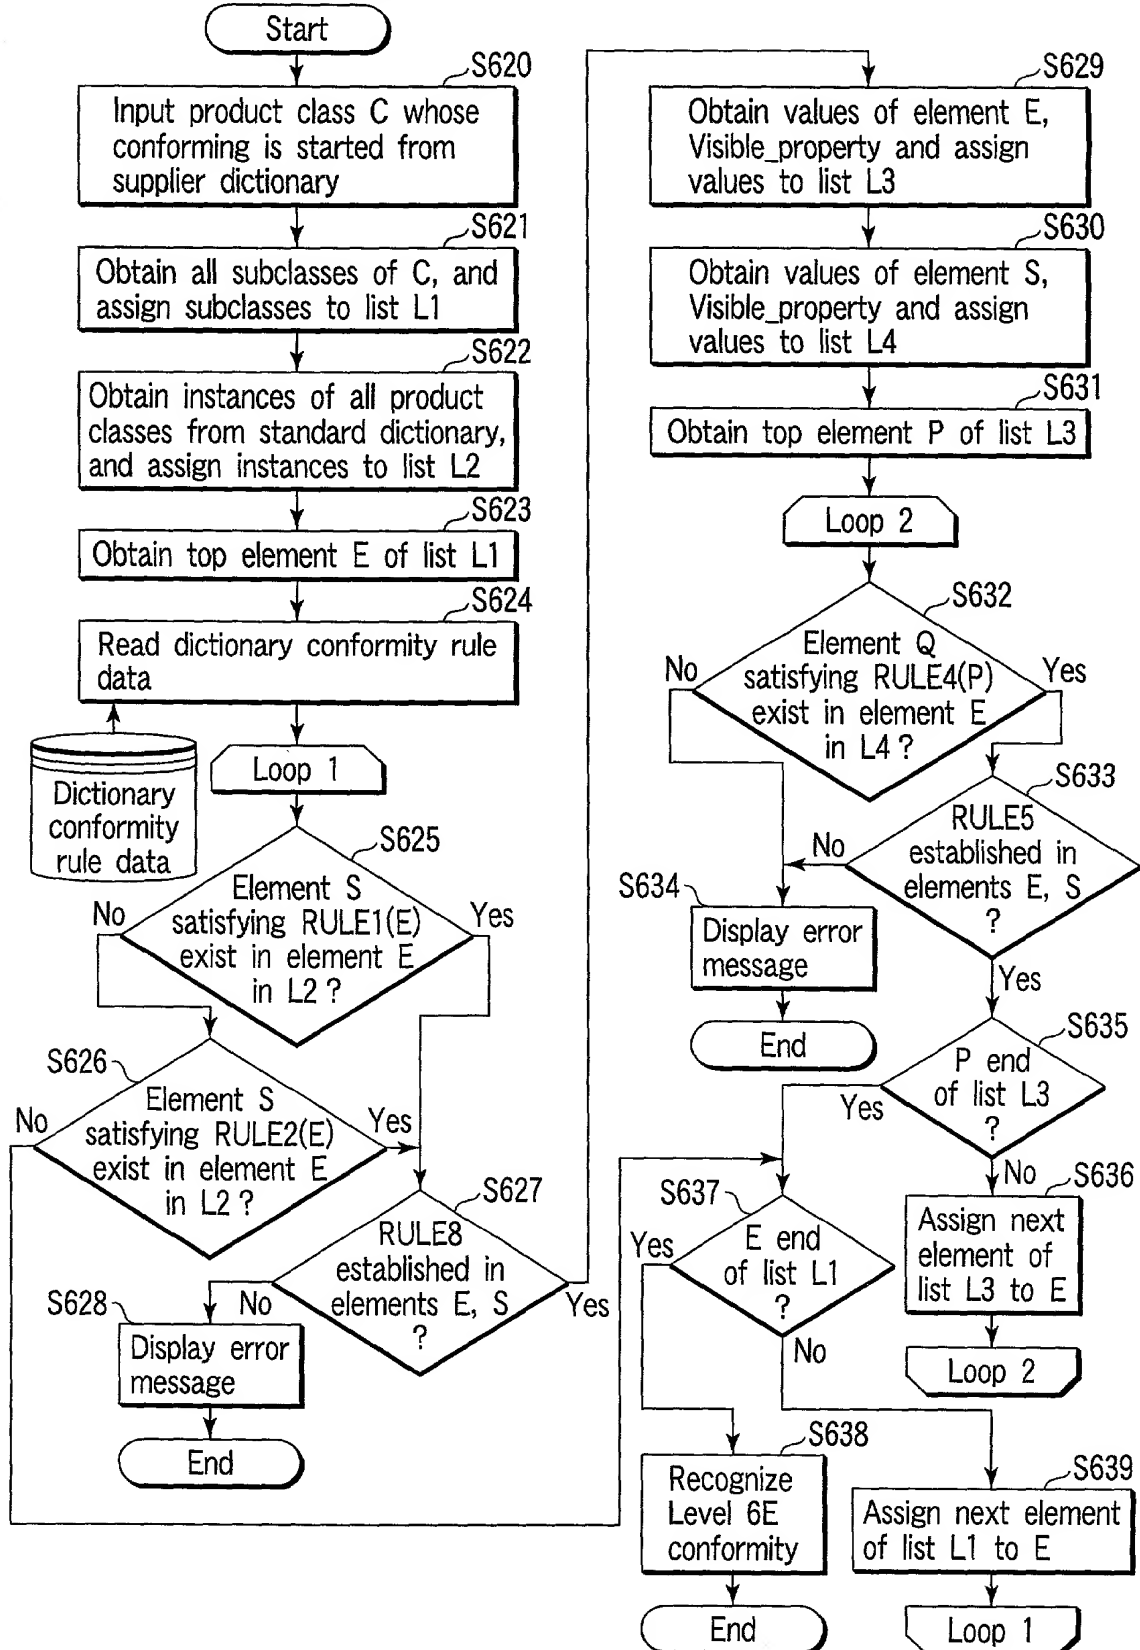 Start
S620
Input product class C whose
conforming is started from
supplier dictionary
S621
Obtain all subclasses of C, and
assign subclasses to list L1
S622
Obtain instances of all product
classes from standard dictionary,
and assign instances to list L2
S623
Obtain top element E of list L1
S624
Read dictionary conformity rule
data
Dictionary
conformity
rule data
Loop 1
S625
Element S
satisfying RULE1(E)
exist in element E
in L2 ?
No
Yes
S626
Element S
satisfying RULE2(E)
exist in element E
in L2 ?
No
Yes
S627
RULE8
established in
elements E, S
?
No
Yes
S628
Display error
message
End
S629
Obtain values of element E,
Visible_property and assign
values to list L3
S630
Obtain values of element S,
Visible_property and assign
values to list L4
S631
Obtain top element P of list L3
Loop 2
S632
Element Q
satisfying RULE4(P)
exist in element E
in L4 ?
No
Yes
S633
RULE5
established in
elements E, S
?
No
Yes
S634
Display error
message
End
S635
P end
of list L3
?
Yes
No
S636
Assign next
element of
list L3 to E
Loop 2
S637
E end
of list L1
?
Yes
No
S638
Recognize
Level 6E
conformity
End
S639
Assign next element
of list L1 to E
Loop 1